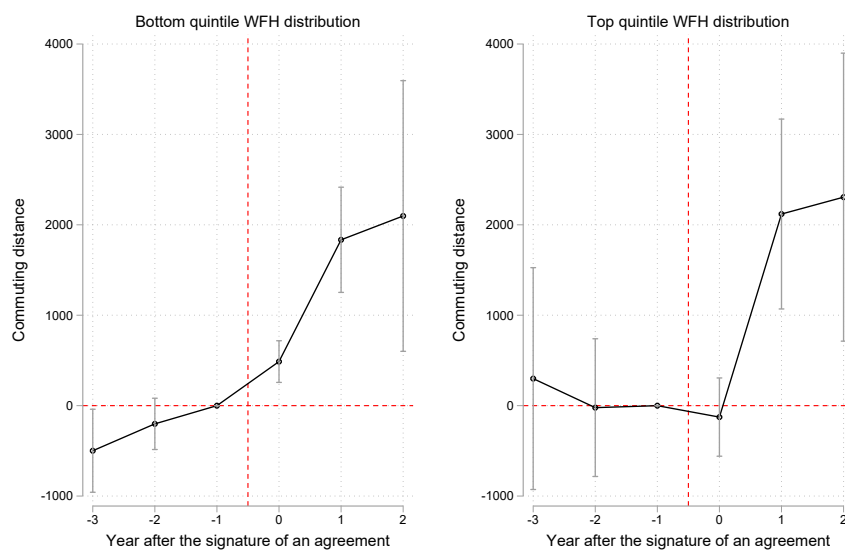 Bottom quintile WFH distribution
4000
3000
2000
1000
0
-1000
Commuting distance
-3 -2 -1 0 1 2
Year after the signature of an agreement
Top quintile WFH distribution
4000
3000
2000
1000
0
-1000
Commuting distance
-3 -2 -1 0 1 2
Year after the signature of an agreement